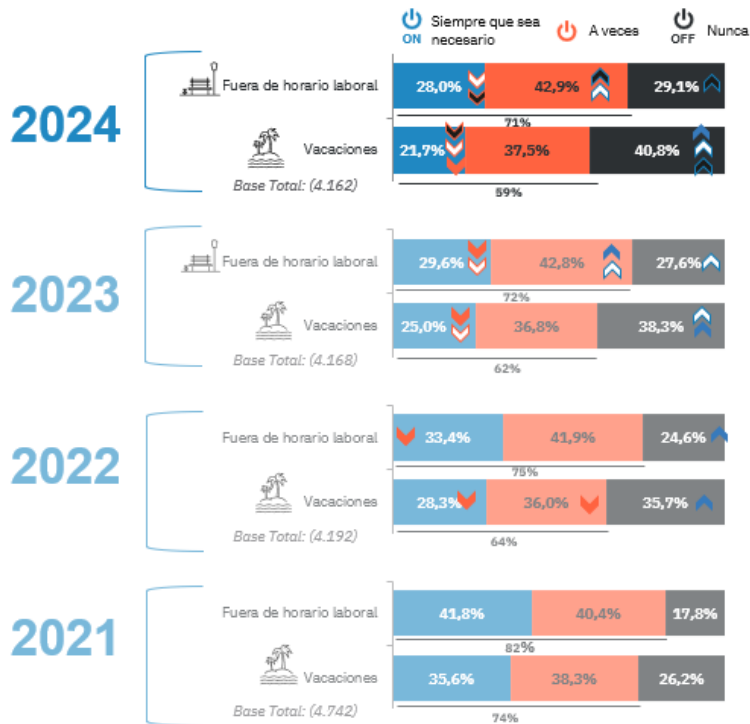 ON Siempre que sea necesario
A veces
OFF Nunca
2024
Fuera de horario laboral
28,0% 42,9% 29,1%
71%
Vacaciones
21,7% 37,5% 40,8%
59%
Base Total: (4.162)
2023
Fuera de horario laboral
29,6% 42,8% 27,6%
72%
Vacaciones
25,0% 36,8% 38,3%
62%
Base Total: (4.168)
2022
Fuera de horario laboral
33,4% 41,9% 24,6%
75%
Vacaciones
28,3% 36,0% 35,7%
64%
Base Total: (4.192)
2021
Fuera de horario laboral
41,8% 40,4% 17,8%
82%
Vacaciones
35,6% 38,3% 26,2%
74%
Base Total: (4.742)